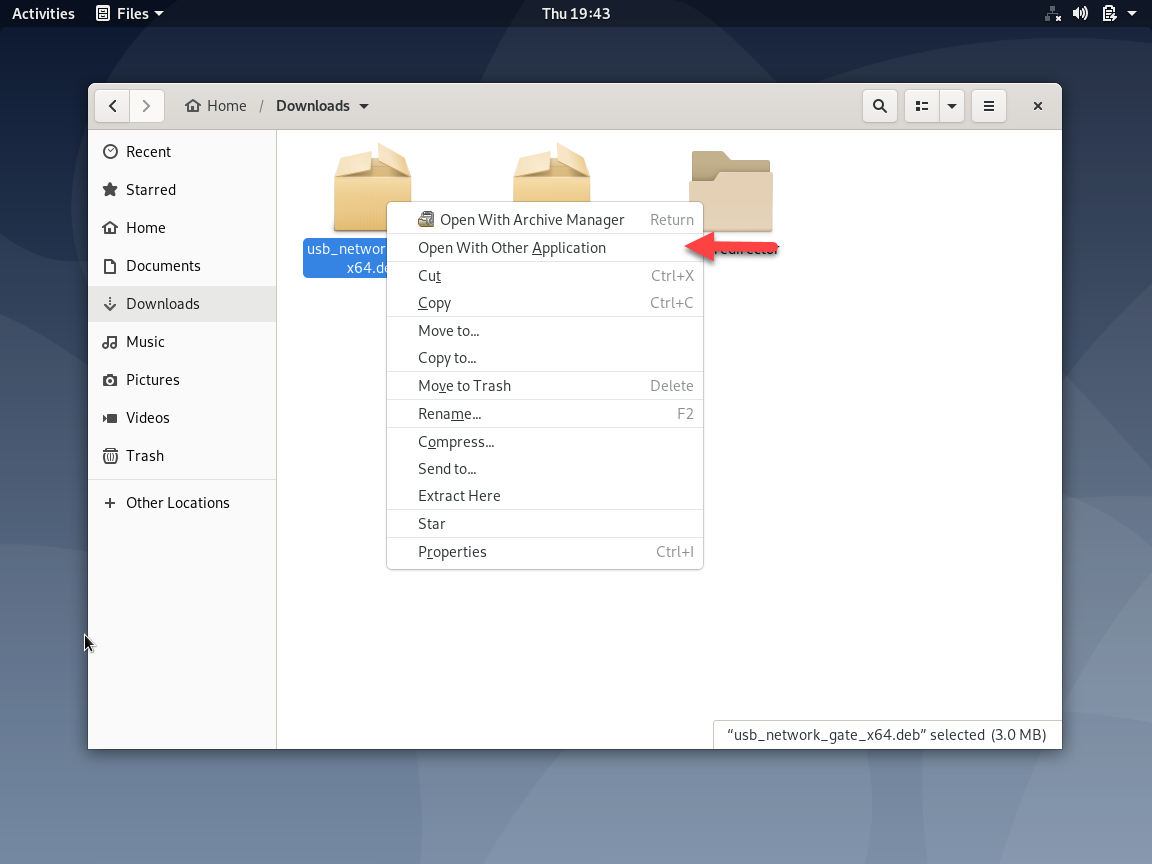 Activities
Files
Thu 19:43
Home / Downloads
Recent
Starred
Home
Documents
Downloads
Music
Pictures
Videos
Trash
Other Locations
usb_networ
x64.de
Open With Archive Manager Return
Open With Other Application
Cut Ctrl+X
Copy Ctrl+C
Move to...
Copy to...
Move to Trash Delete
Rename... F2
Compress...
Send to...
Extract Here
Star
Properties Ctrl+I
“usb_network_gate_x64.deb” selected (3.0 MB)